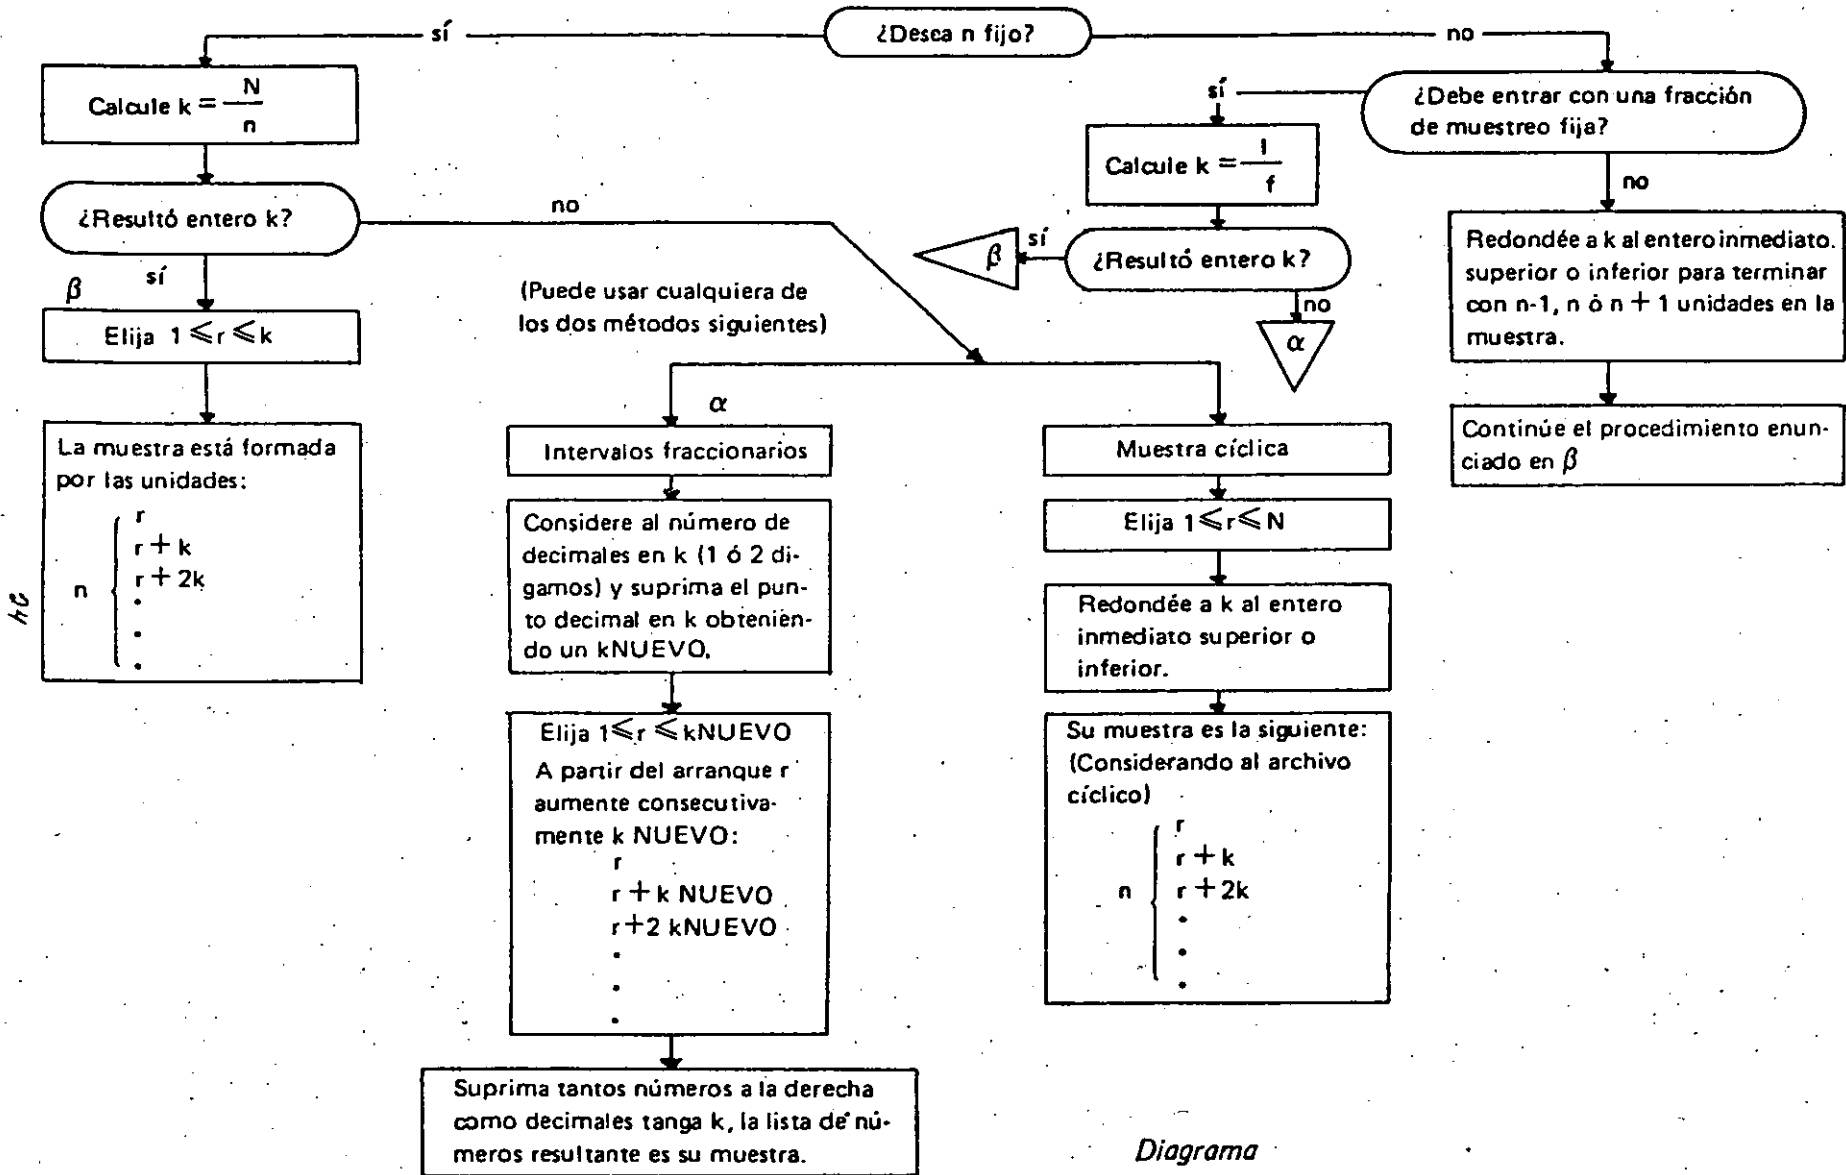 ¿Desea n fijo?
sí
no
Calcule k = N
n
¿Resultó entero k?
no
sí
β
Elija 1 ⩽ r ⩽ k
La muestra está formada
por las unidades:
n
r
r + k
r + 2k
.
.
.
(Puede usar cualquiera de
los dos métodos siguientes)
α
Intervalos fraccionarios
Considere al número de
decimales en k (1 ó 2 di-
gamos) y suprima el pun-
to decimal en k obtenién-
do un kNUEVO.
Elija 1⩽r ⩽ kNUEVO
A partir del arranque r
aumente consecutiva-
mente k NUEVO:
r
r + k NUEVO
r+2 kNUEVO
.
.
.
Suprima tantos números a la derecha
como decimales tanga k, la lista de nú-
meros resultante es su muestra.
Muestra cíclica
Elija 1⩽r⩽N
Redondée a k al entero
inmediato superior o
inferior.
Su muestra es la siguiente:
(Considerando al archivo
cíclico)
n
r
r + k
r + 2k
.
.
.
¿Debe entrar con una fracción
de muestreo fija?
sí
Calcule k = 1
f
¿Resultó entero k?
sí
β
no
α
no
Redondée a k al entero inmediato.
superior o inferior para terminar
con n-1, n ó n + 1 unidades en la
muestra.
Continúe el procedimiento enun-
ciado en β
Diagrama